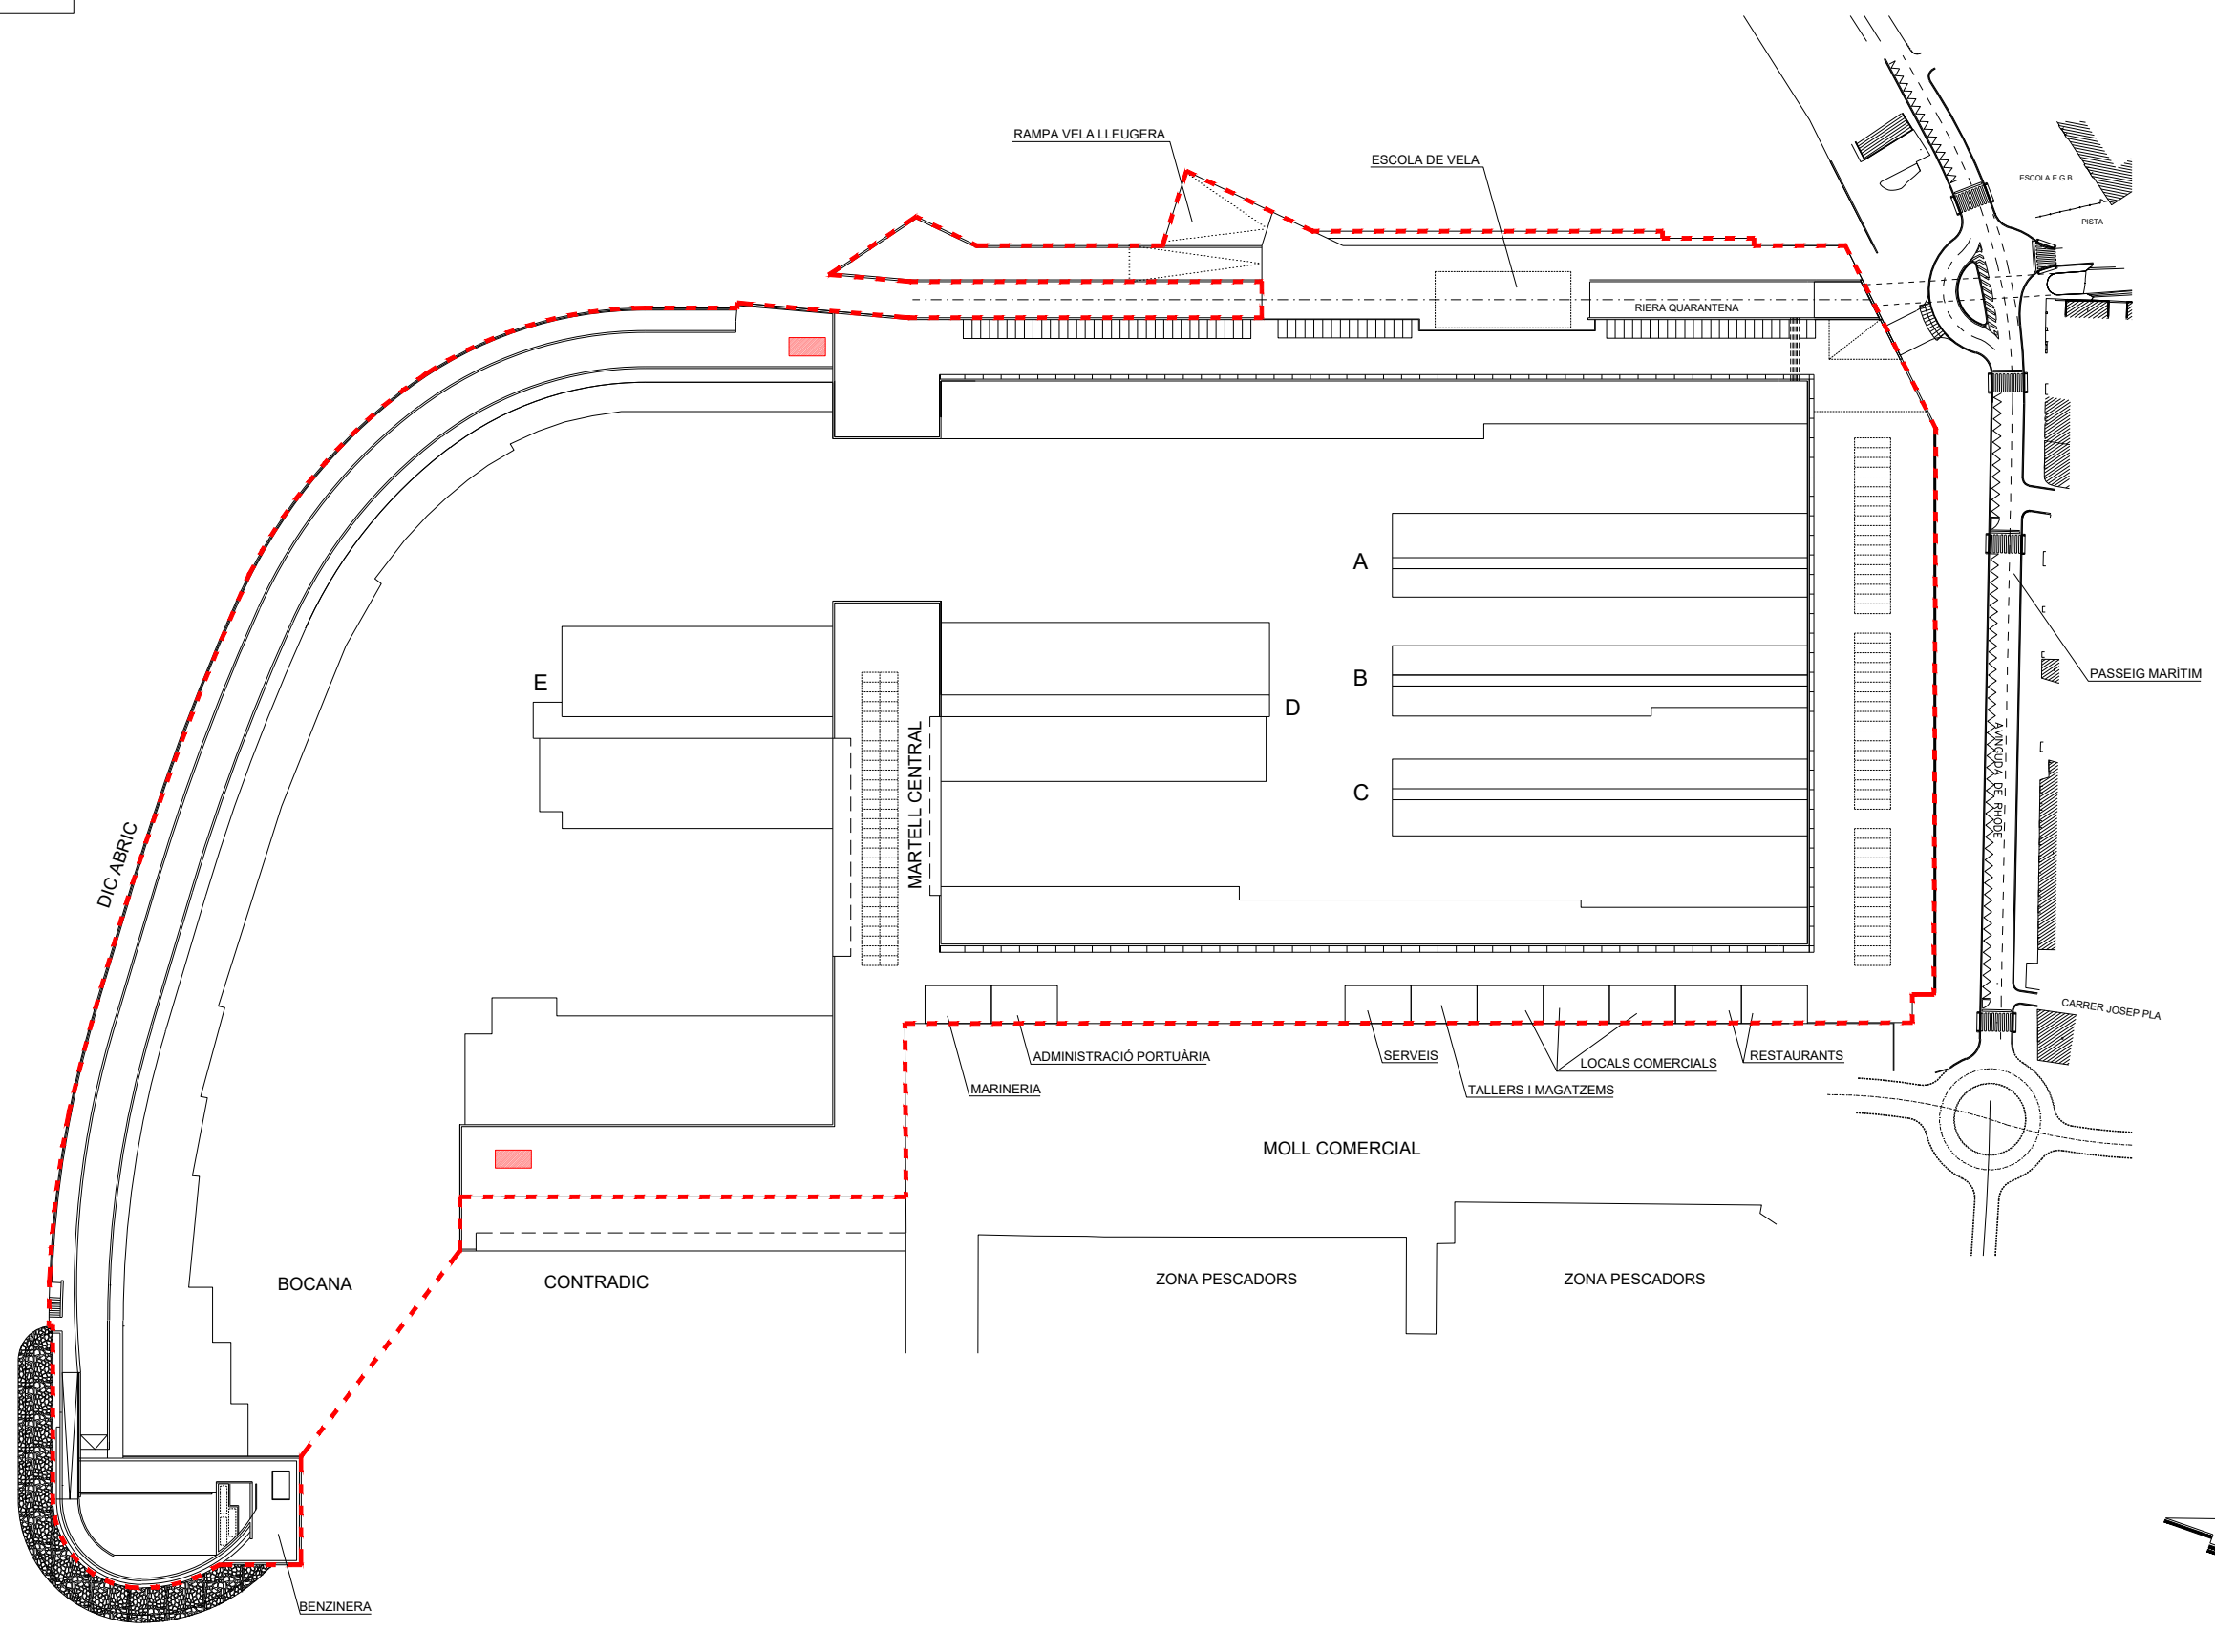 RAMPA VELA LLEUGERA
ESCOLA DE VELA
ESCOLA E.G.B.
PISTA
RIERA QUARANTENA
A
E
B
D
PASSEIG MARÍTIM
MARTELL CENTRAL
AVINGUDA DE RHODE
C
DIC ABRIC
CARRER JOSEP PLA
ADMINISTRACIÓ PORTUÀRIA
SERVEIS
RESTAURANTS
LOCALS COMERCIALS
MARINERIA
TALLERS I MAGATZEMS
MOLL COMERCIAL
BOCANA
CONTRADIC
ZONA PESCADORS
ZONA PESCADORS
BENZINERA